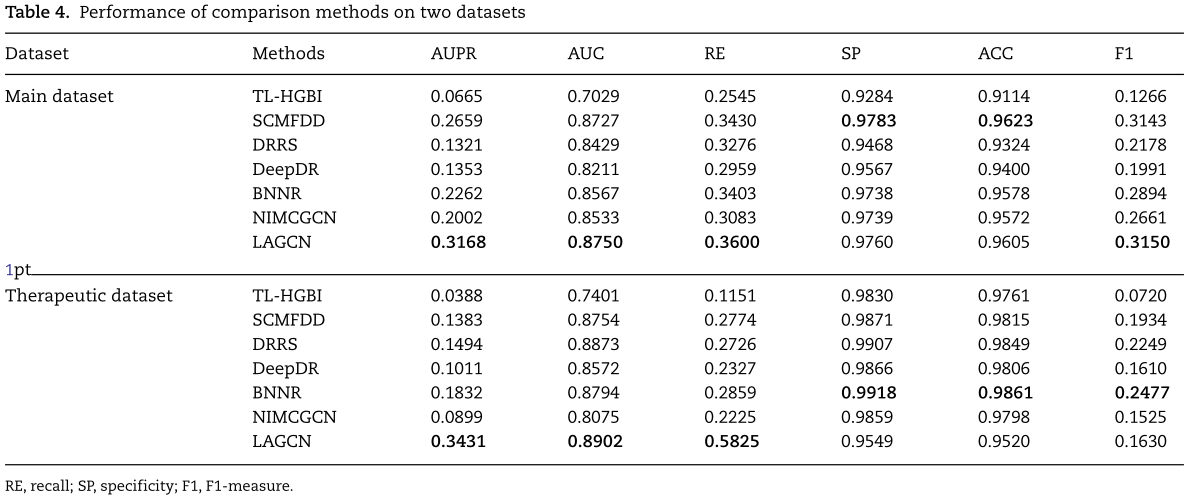 Table 4. Performance of comparison methods on two datasets
Dataset Methods AUPR AUC RE SP ACC F1
Main dataset TL-HGBI 0.0665 0.7029 0.2545 0.9284 0.9114 0.1266
SCMFDD 0.2659 0.8727 0.3430 0.9783 0.9623 0.3143
DRRS 0.1321 0.8429 0.3276 0.9468 0.9324 0.2178
DeepDR 0.1353 0.8211 0.2959 0.9567 0.9400 0.1991
BNNR 0.2262 0.8567 0.3403 0.9738 0.9578 0.2894
NIMCGCN 0.2002 0.8533 0.3083 0.9739 0.9572 0.2661
LAGCN 0.3168 0.8750 0.3600 0.9760 0.9605 0.3150
1pt
Therapeutic dataset TL-HGBI 0.0388 0.7401 0.1151 0.9830 0.9761 0.0720
SCMFDD 0.1383 0.8754 0.2774 0.9871 0.9815 0.1934
DRRS 0.1494 0.8873 0.2726 0.9907 0.9849 0.2249
DeepDR 0.1011 0.8572 0.2327 0.9866 0.9806 0.1610
BNNR 0.1832 0.8794 0.2859 0.9918 0.9861 0.2477
NIMCGCN 0.0899 0.8075 0.2225 0.9859 0.9798 0.1525
LAGCN 0.3431 0.8902 0.5825 0.9549 0.9520 0.1630
RE, recall; SP, specificity; F1, F1-measure.